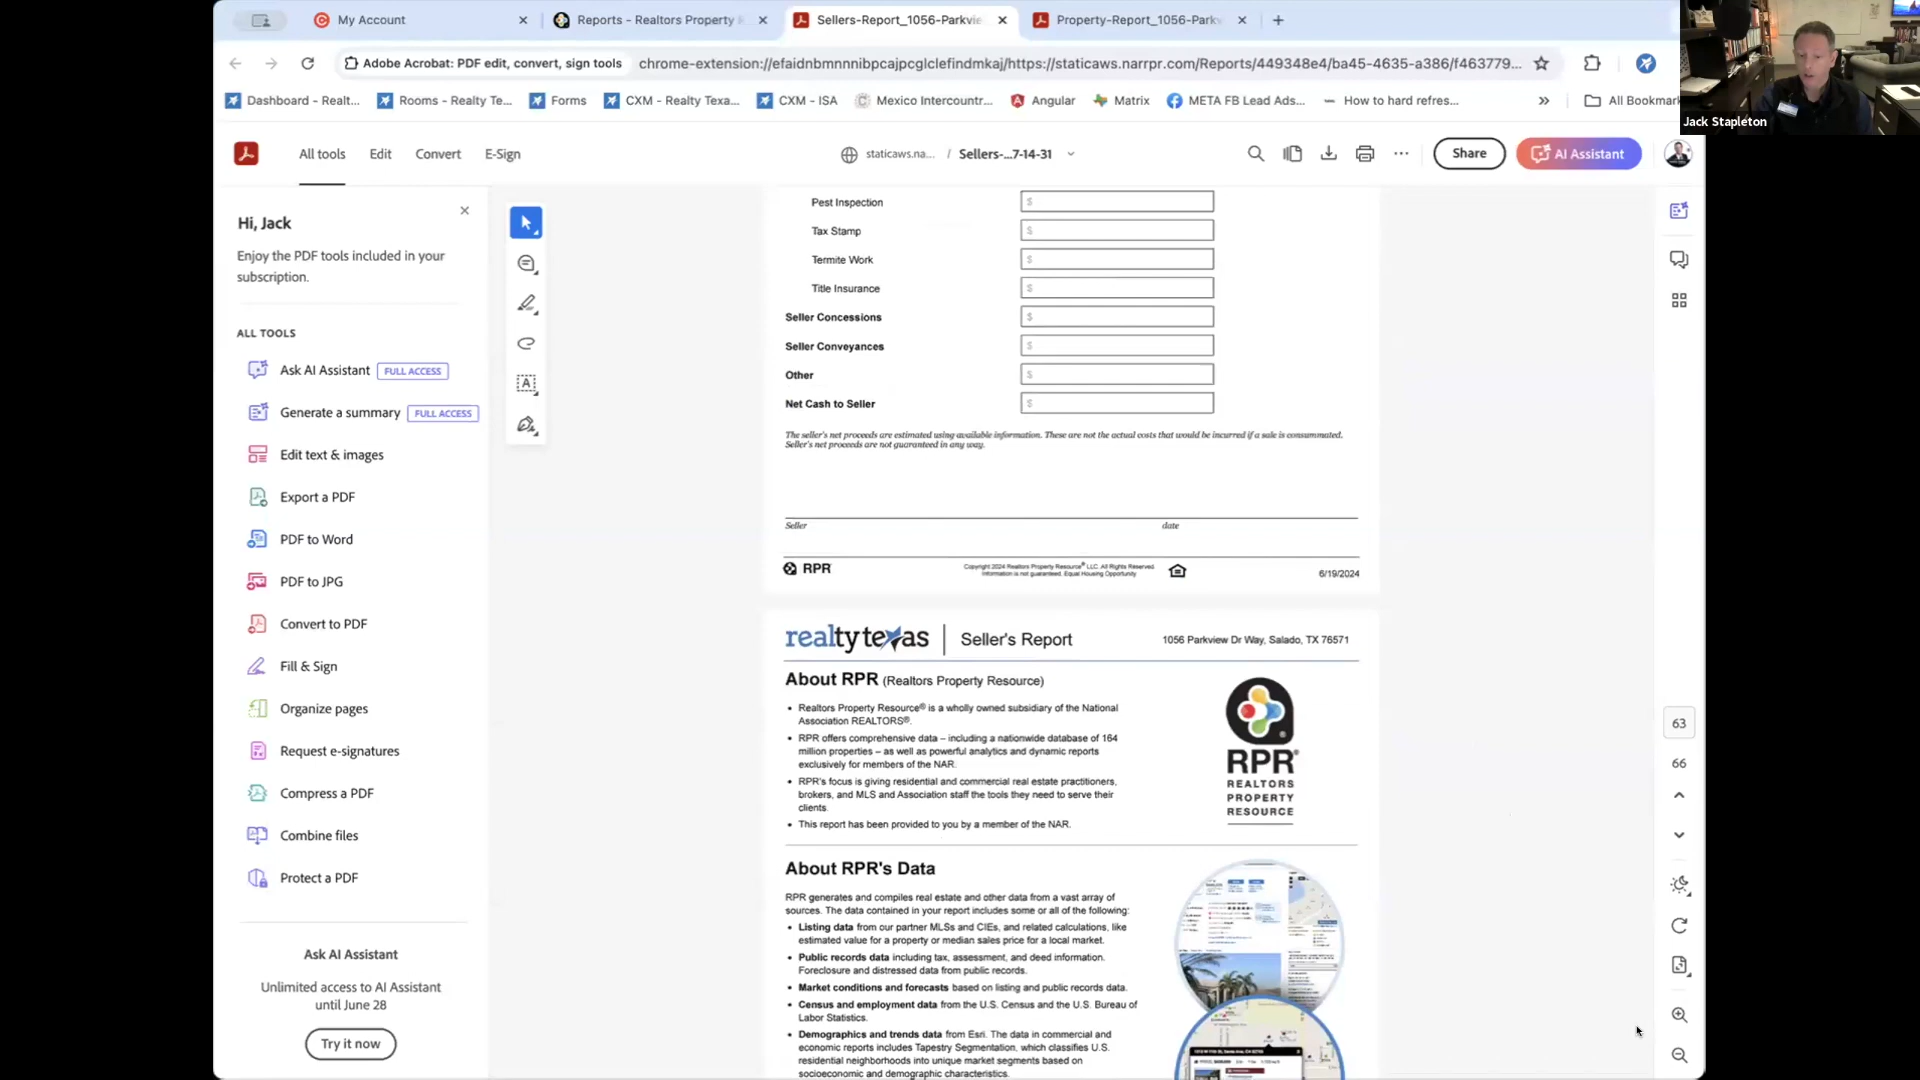 My Account
Reports - Realtors Property R
Sellers-Report_1056-Parkvie
Property-Report_1056-Parkv
Adobe Acrobat: PDF edit, convert, sign tools
chrome-extension://efaidnbmnnnibpcajpcglclefindmkaj/https://staticaws.narrpr.com/Reports/449348e4/ba45-4635-a386/f463779...
Dashboard - Realt...
Rooms - Realty Te...
Forms
CXM - Realty Texa...
CXM - ISA
Mexico Intercountr...
Angular
Matrix
META FB Lead Ads...
How to hard refres...
All Bookmar
Jack Stapleton
All tools
Edit
Convert
E-Sign
staticaws.na... / Sellers-...7-14-31
Share
AI Assistant
Hi, Jack
Enjoy the PDF tools included in your
subscription.
ALL TOOLS
Ask AI Assistant FULL ACCESS
Generate a summary FULL ACCESS
Edit text & images
Export a PDF
PDF to Word
PDF to JPG
Convert to PDF
Fill & Sign
Organize pages
Request e-signatures
Compress a PDF
Combine files
Protect a PDF
Ask AI Assistant
Unlimited access to AI Assistant
until June 28
Try it now
Pest Inspection $
Tax Stamp $
Termite Work $
Title Insurance $
Seller Concessions $
Seller Conveyances $
Other $
Net Cash to Seller $
The seller's net proceeds are estimated using available information. These are not the actual costs that would be incurred if a sale is consummated.
Seller's net proceeds are not guaranteed in any way.
Seller
date
RPR
Copyright 2024 Realtors Property Resource® LLC. All Rights Reserved.
Information is not guaranteed. Equal Housing Opportunity.
6/19/2024
realty texas
Seller's Report
1056 Parkview Dr Way, Salado, TX 76571
About RPR (Realtors Property Resource)
• Realtors Property Resource® is a wholly owned subsidiary of the National
Association REALTORS®.
• RPR offers comprehensive data – including a nationwide database of 164
million properties – as well as powerful analytics and dynamic reports
exclusively for members of the NAR.
• RPR's focus is giving residential and commercial real estate practitioners,
brokers, and MLS and Association staff the tools they need to serve their
clients.
• This report has been provided to you by a member of the NAR.
RPR®
REALTORS
PROPERTY
RESOURCE
About RPR's Data
RPR generates and compiles real estate and other data from a vast array of
sources. The data contained in your report includes some or all of the following:
• Listing data from our partner MLSs and CIEs, and related calculations, like
estimated value for a property or median sales price for a local market.
• Public records data including tax, assessment, and deed information.
Foreclosure and distressed data from public records.
• Market conditions and forecasts based on listing and public records data.
• Census and employment data from the U.S. Census and the U.S. Bureau of
Labor Statistics.
• Demographics and trends data from Esri. The data in commercial and
economic reports includes Tapestry Segmentation, which classifies U.S.
residential neighborhoods into unique market segments based on
socioeconomic and demographic characteristics.
63
66